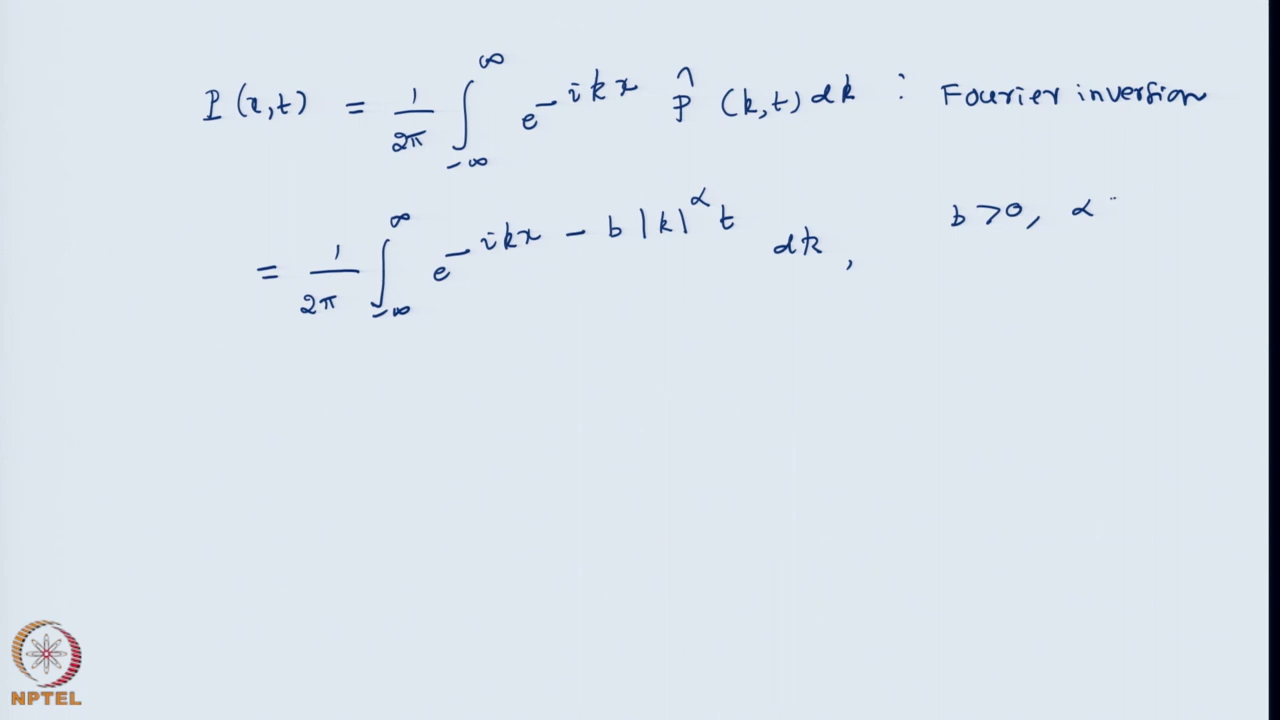 P(x,t) = 1/2π ∫_{-∞}^{∞} e^{-ikx} P̂(k,t) dk : Fourier inversion
= 1/2π ∫_{-∞}^{∞} e^{-ikx - b|k|^α t} dk, b>0, α
NPTEL